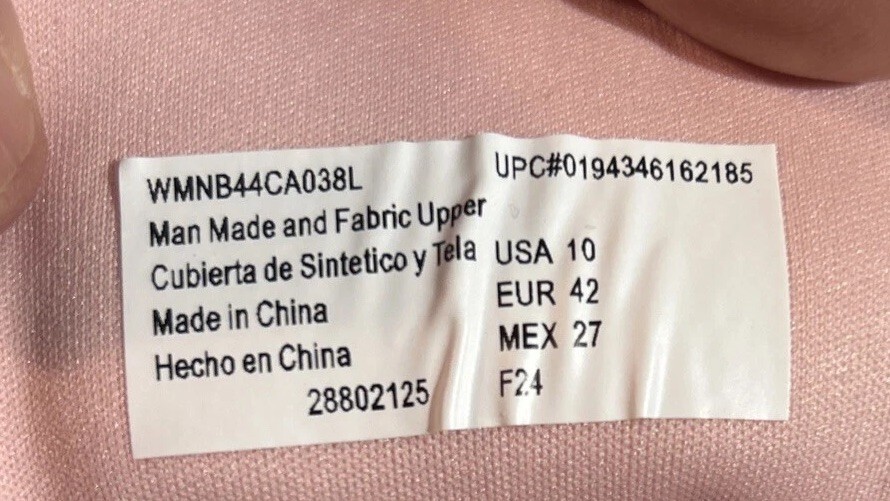 WMNB44CA038L
Man Made and Fabric Upper
Cubierta de Sintetico y Tela
Made in China
Hecho en China
28802125
UPC#0194346162185
USA 10
EUR 42
MEX 27
F24